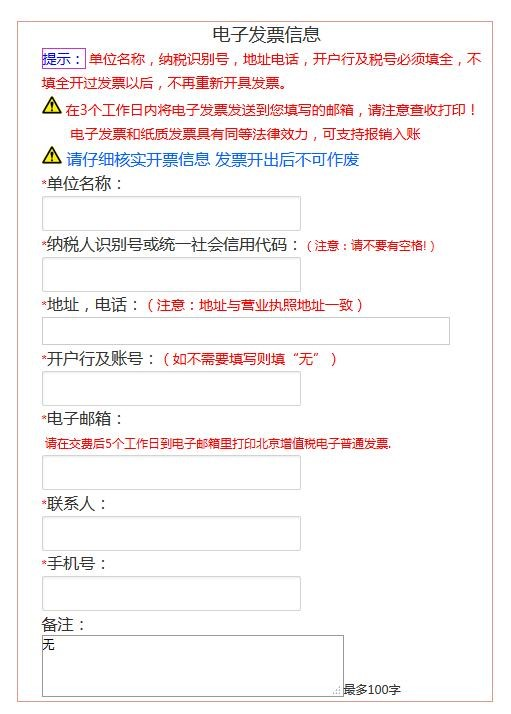 电子发票信息
提示：单位名称，纳税识别号，地址电话，开户行及税号必须填全，不
填全开过发票以后，不再重新开具发票。
在3个工作日内将电子发票发送到您填写的邮箱，请注意查收打印！
电子发票和纸质发票具有同等法律效力，可支持报销入账
请仔细核实开票信息 发票开出后不可作废
*单位名称：
*纳税人识别号或统一社会信用代码：（注意：请不要有空格!）
*地址，电话：（注意：地址与营业执照地址一致）
*开户行及账号：（如不需要填写则填“无”）
*电子邮箱：
请在交费后5个工作日到电子邮箱里打印北京增值税电子普通发票.
*联系人：
*手机号：
备注：
无
最多100字